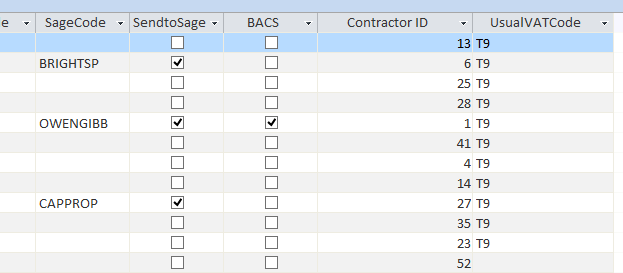 e SageCode SendtoSage BACS Contractor ID UsualVATCode
13 T9
BRIGHTSP 6 T9
25 T9
28 T9
OWENGIBB 1 T9
41 T9
4 T9
14 T9
CAPPROP 27 T9
35 T9
23 T9
52